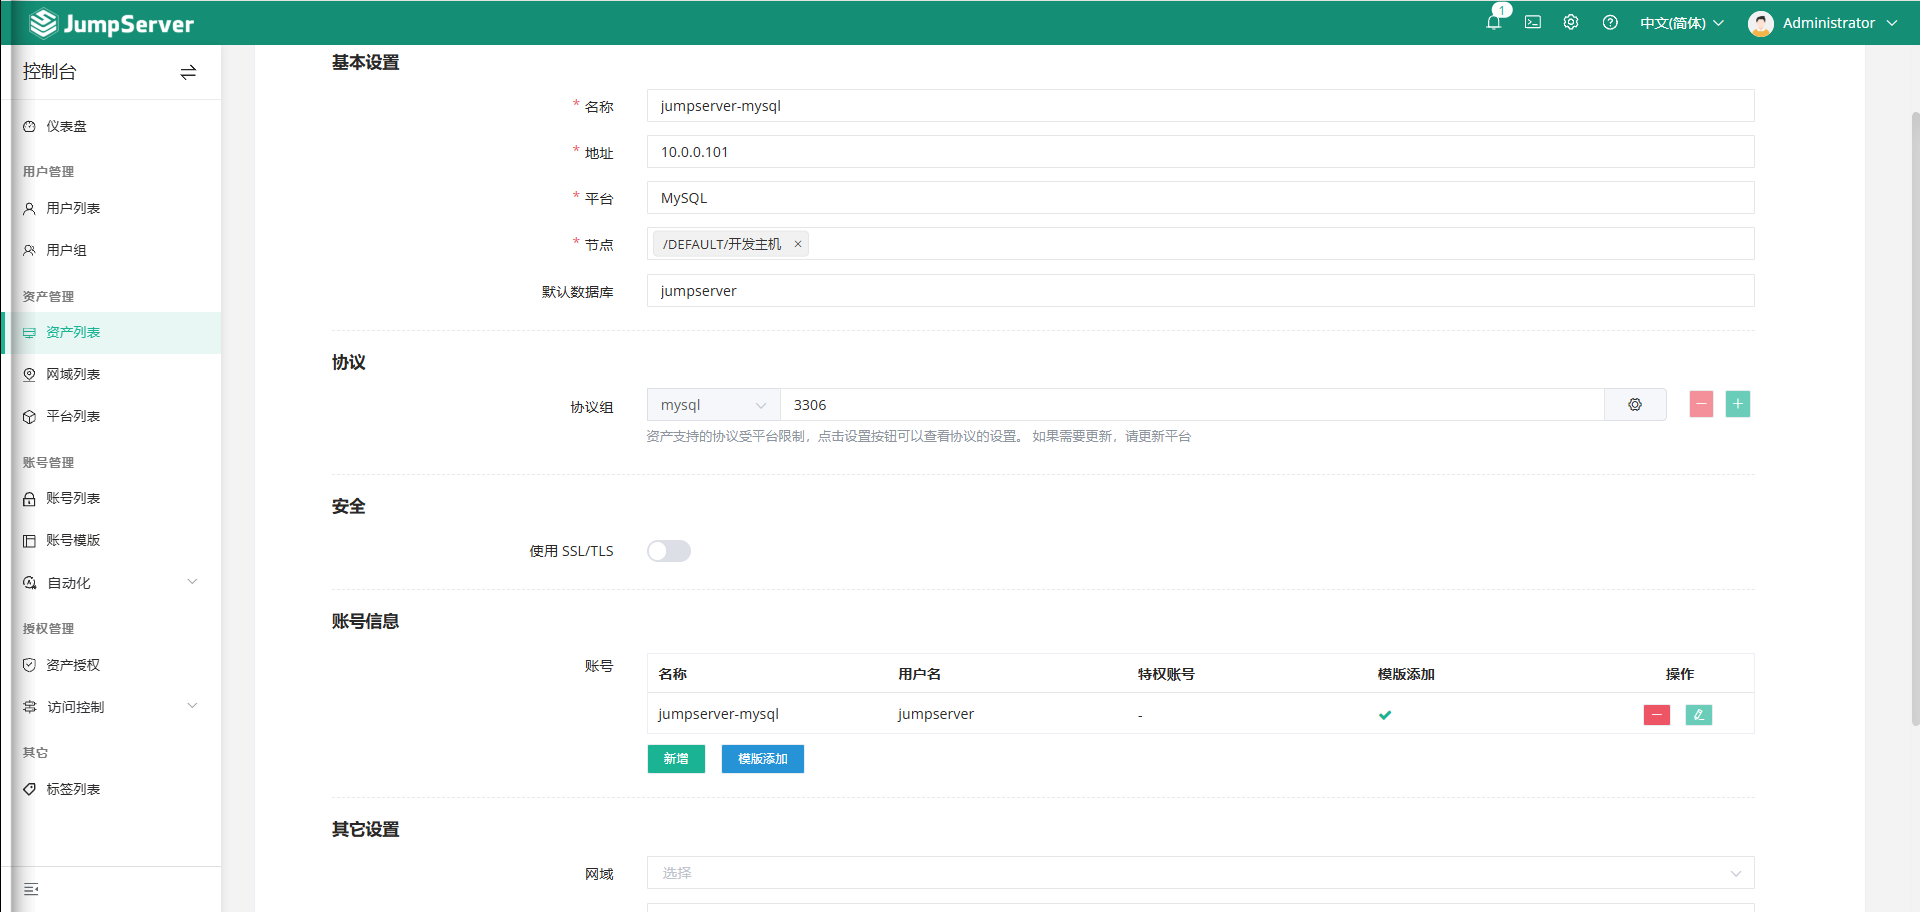 JumpServer
1
中文(简体)
Administrator
控制台
仪表盘
用户管理
用户列表
用户组
资产管理
资产列表
网域列表
平台列表
账号管理
账号列表
账号模版
自动化
授权管理
资产授权
访问控制
其它
标签列表
基本设置
* 名称
jumpserver-mysql
* 地址
10.0.0.101
* 平台
MySQL
* 节点
/DEFAULT/开发主机 ×
默认数据库
jumpserver
协议
协议组
mysql
3306
资产支持的协议受平台限制，点击设置按钮可以查看协议的设置。 如果需要更新，请更新平台
安全
使用 SSL/TLS
账号信息
账号
名称 用户名 特权账号 模版添加 操作
jumpserver-mysql jumpserver -
新增 模版添加
其它设置
网域
选择